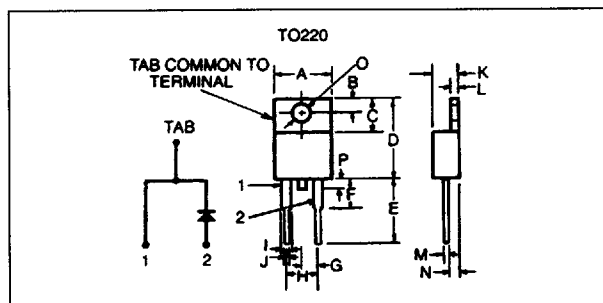 TO220
TAB COMMON TO
TERMINAL
A
O
B
C
D
K
L
TAB
P
1
F
E
2
I
J
H
G
M
N
1
2